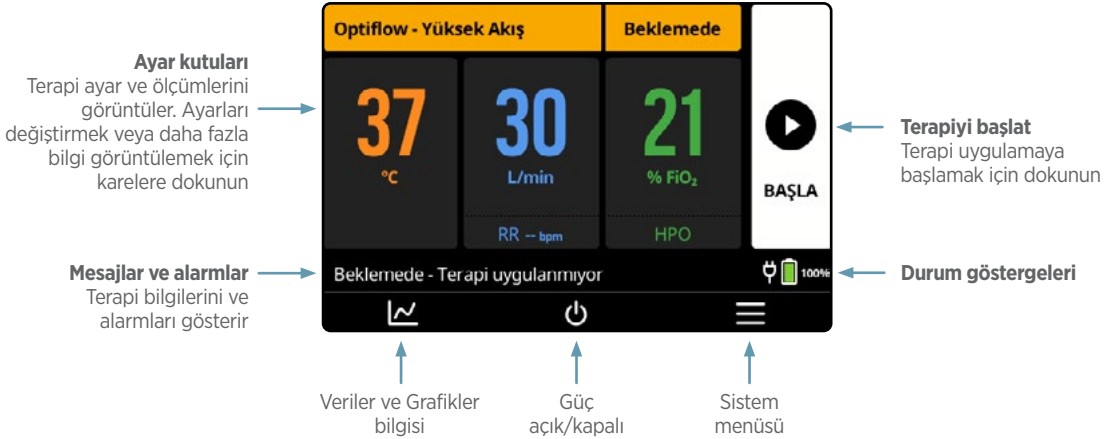 Ayar kutuları
Terapi ayar ve ölçümlerini
görüntüler. Ayarları
değiştirmek veya daha fazla
bilgi görüntülemek için
karelere dokunun
Mesajlar ve alarmlar
Terapi bilgilerini ve
alarmları gösterir
Optiflow - Yüksek Akış
Beklemede
37
°C
30
L/min
RR -- bpm
21
% FiO₂
HPO
BAŞLA
Beklemede - Terapi uygulanmıyor
100%
Terapiyi başlat
Terapi uygulamaya
başlamak için dokunun
Durum göstergeleri
Veriler ve Grafikler
bilgisi
Güç
açık/kapalı
Sistem
menüsü